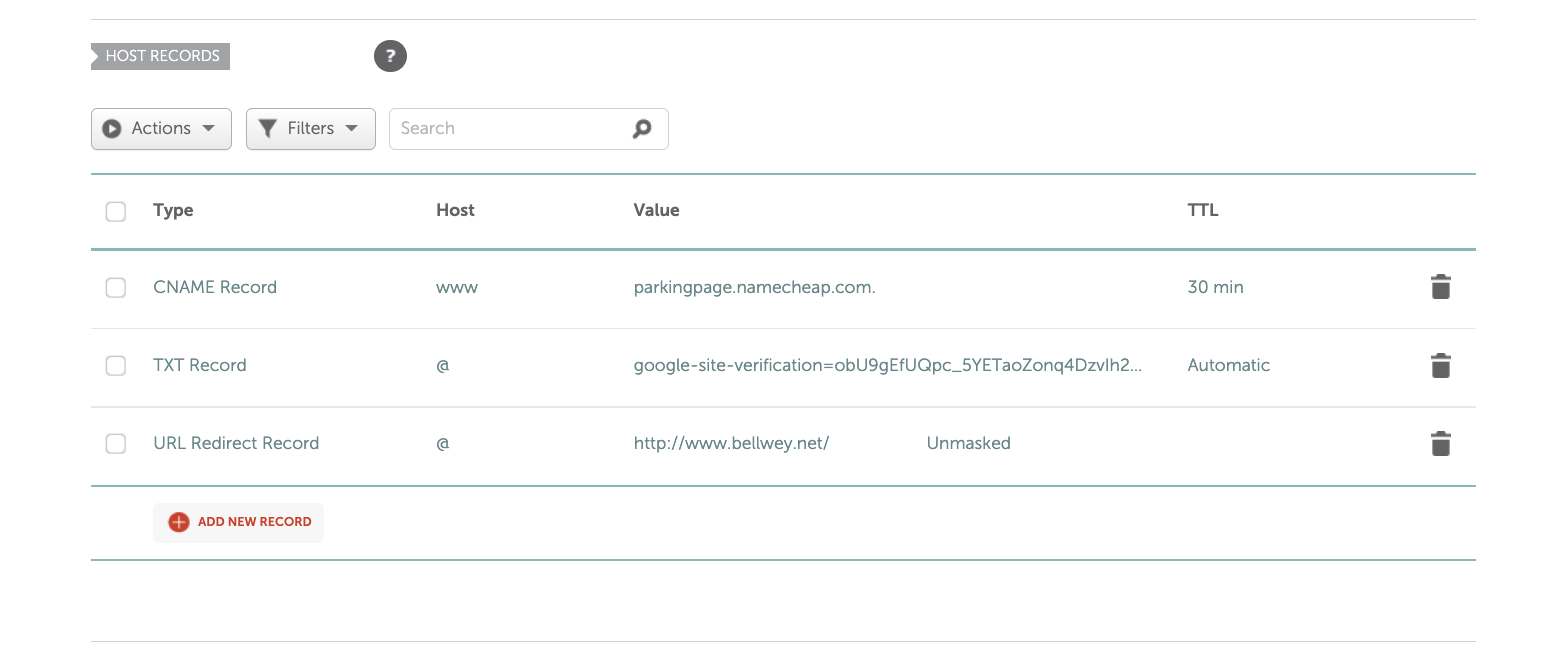 HOST RECORDS ?
Actions Filters Search
Type Host Value TTL
CNAME Record www parkingpage.namecheap.com. 30 min
TXT Record @ google-site-verification=obU9gEfUQpc_5YETaoZonq4DzvIh2... Automatic
URL Redirect Record @ http://www.bellwey.net/ Unmasked
ADD NEW RECORD